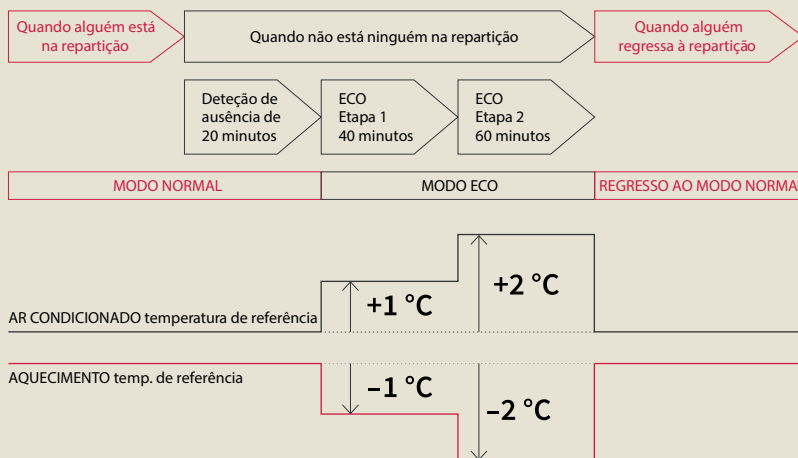 Quando alguém está
na repartição
Quando não está ninguém na repartição
Quando alguém
regressa à repartição
Deteção de
ausência de
20 minutos
ECO
Etapa 1
40 minutos
ECO
Etapa 2
60 minutos
MODO NORMAL
MODO ECO
REGRESSO AO MODO NORMAL
+1 °C
+2 °C
AR CONDICIONADO temperatura de referência
AQUECIMENTO temp. de referência
–1 °C
–2 °C